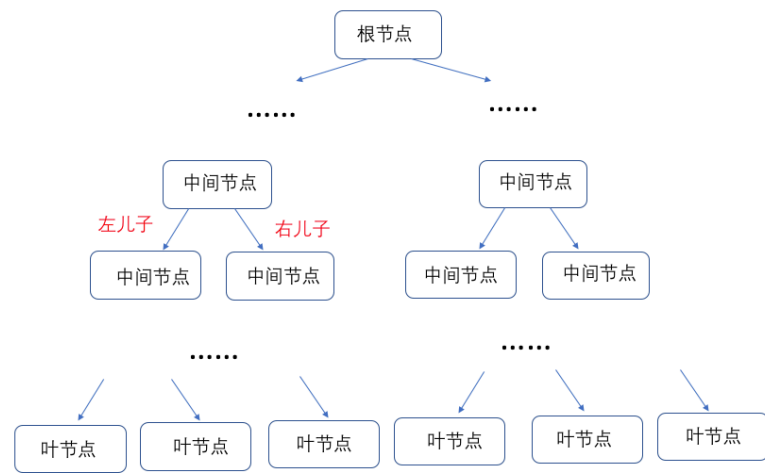 根节点
…… ……
中间节点 中间节点
左儿子 右儿子
中间节点 中间节点 中间节点 中间节点
…… ……
叶节点 叶节点 叶节点 叶节点 叶节点 叶节点